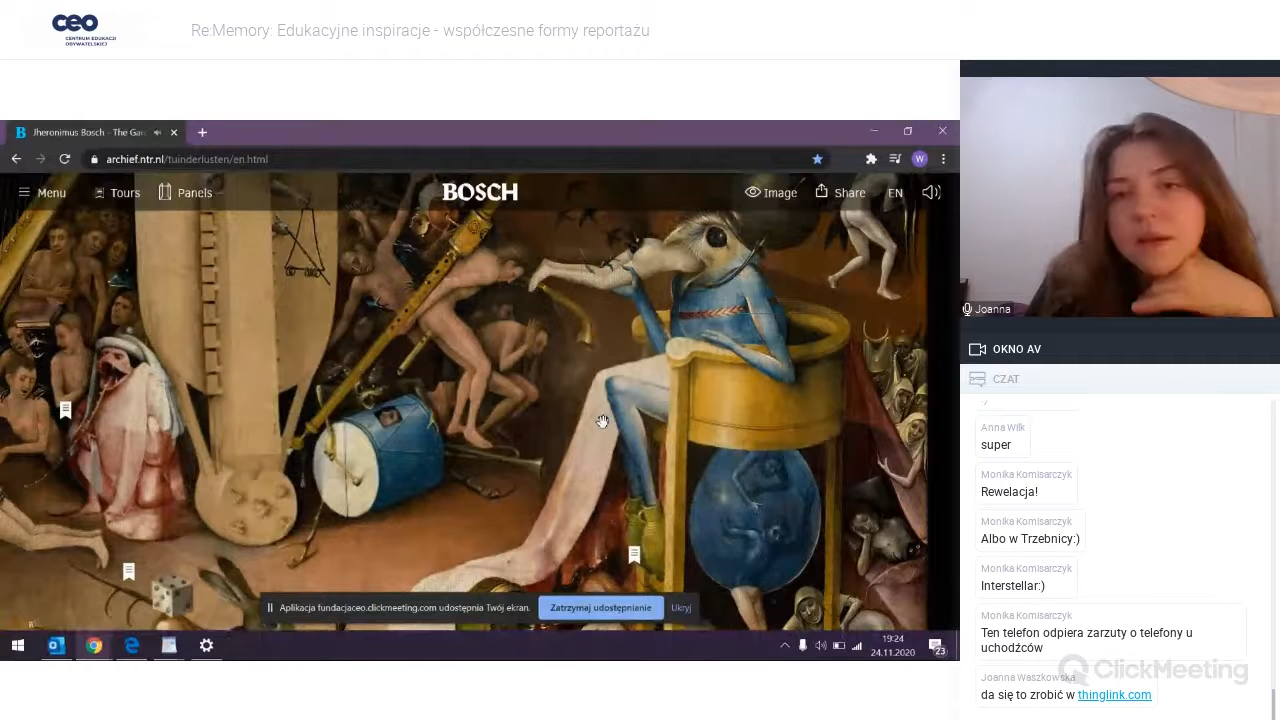 ceo
CENTRUM EDUKACJI
OBYWATELSKIEJ
Re:Memory: Edukacyjne inspiracje - współczesne formy reportażu
Jheronimus Bosch - The Gar
archief.ntr.nl/tuinderlusten/en.html
W
Menu
Tours
Panels
BOSCH
Image
Share
EN
Aplikacja fundacjaceo.clickmeeting.com udostępnia Twój ekran.
Zatrzymaj udostępnianie
Ukryj
19:24
24.11.2020
23
Joanna
OKNO AV
CZAT
Anna Wilk
super
Monika Komisarczyk
Rewelacja!
Monika Komisarczyk
Albo w Trzebnicy:)
Monika Komisarczyk
Interstellar:)
Monika Komisarczyk
Ten telefon odpiera zarzuty o telefony u
uchodźców
Joanna Waszkowska
da się to zrobić w thinglink.com
ClickMeeting